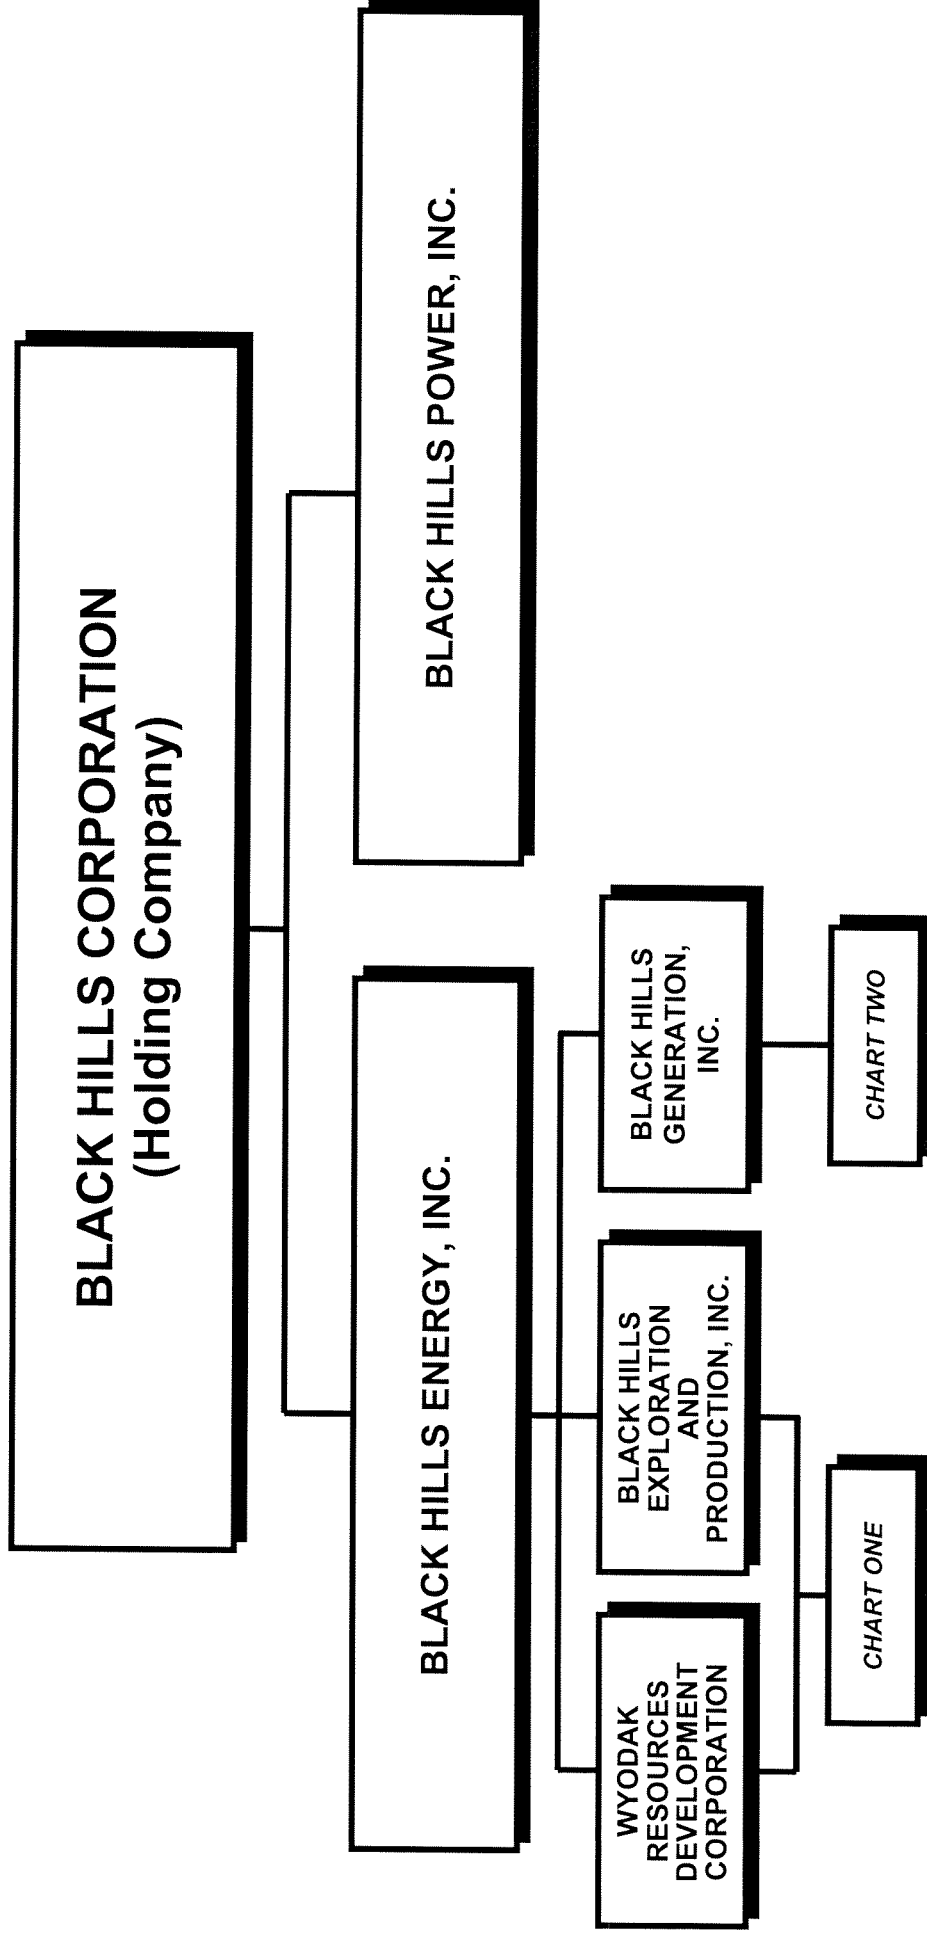 BLACK HILLS CORPORATION
(Holding Company)
BLACK HILLS ENERGY, INC.
BLACK HILLS POWER, INC.
WYODAK
RESOURCES
DEVELOPMENT
CORPORATION
BLACK HILLS
EXPLORATION
AND
PRODUCTION, INC.
BLACK HILLS
GENERATION,
INC.
CHART ONE
CHART TWO